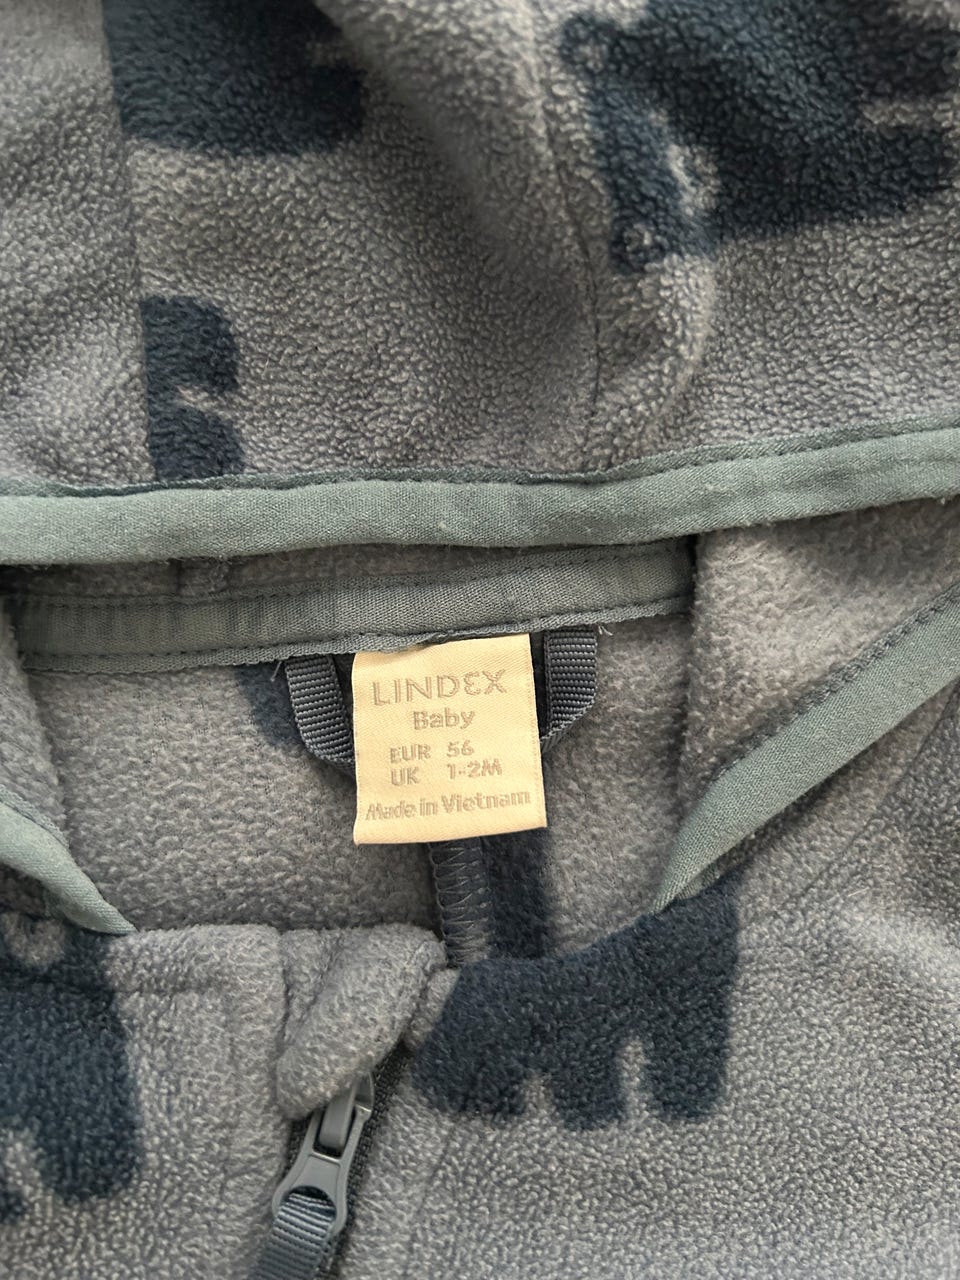 LINDEX
Baby
EUR 56
UK 1-2M
Made in Vietnam